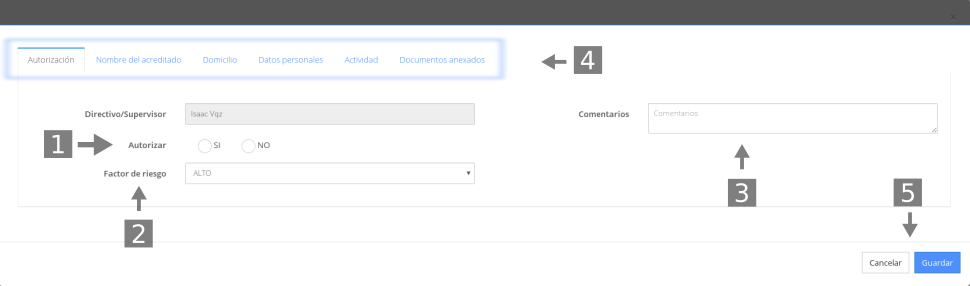 x
Autorización Nombre del acreditado Domicilio Datos personales Actividad Documentos anexados
4
Directivo/Supervisor Isaac Vqz Comentarios Comentarios
1 Autorizar SI NO
Factor de riesgo ALTO
3
5
2
Cancelar Guardar